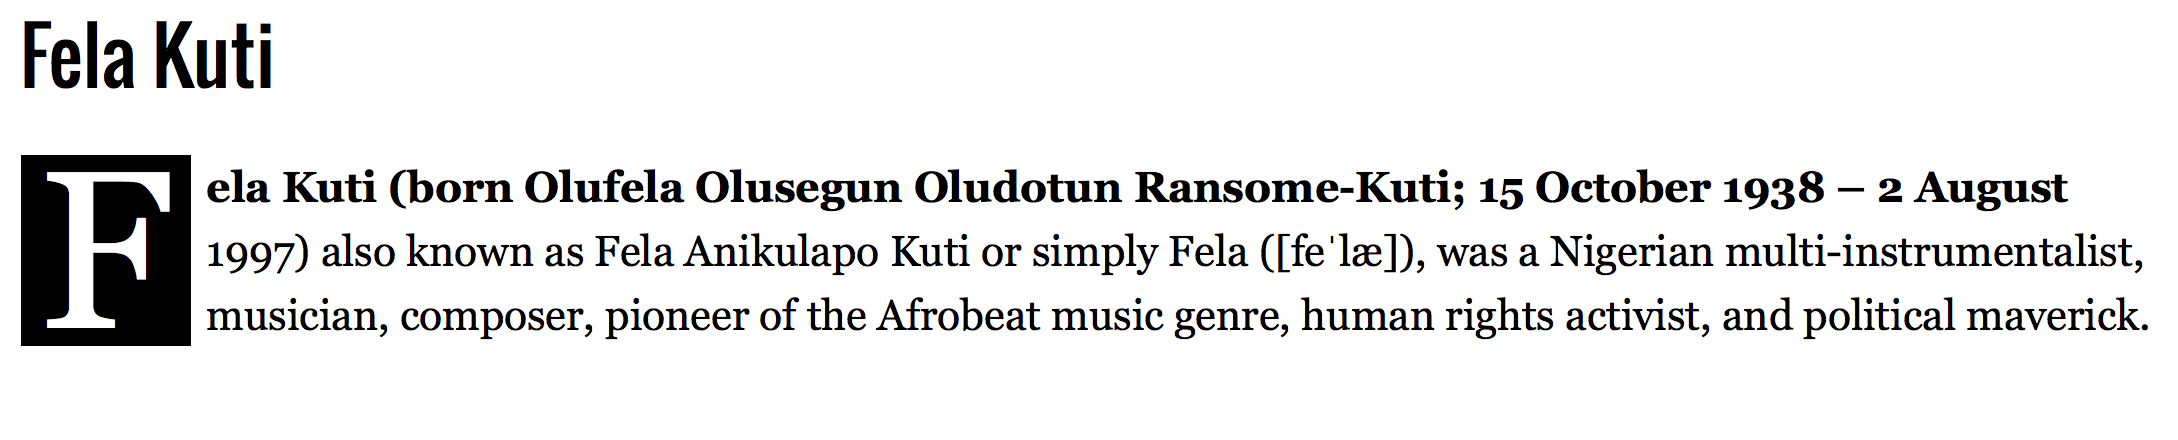 Fela Kuti
Fela Kuti (born Olufela Olusegun Oludotun Ransome-Kuti; 15 October 1938 – 2 August
1997) also known as Fela Anikulapo Kuti or simply Fela ([feˈlæ]), was a Nigerian multi-instrumentalist,
musician, composer, pioneer of the Afrobeat music genre, human rights activist, and political maverick.